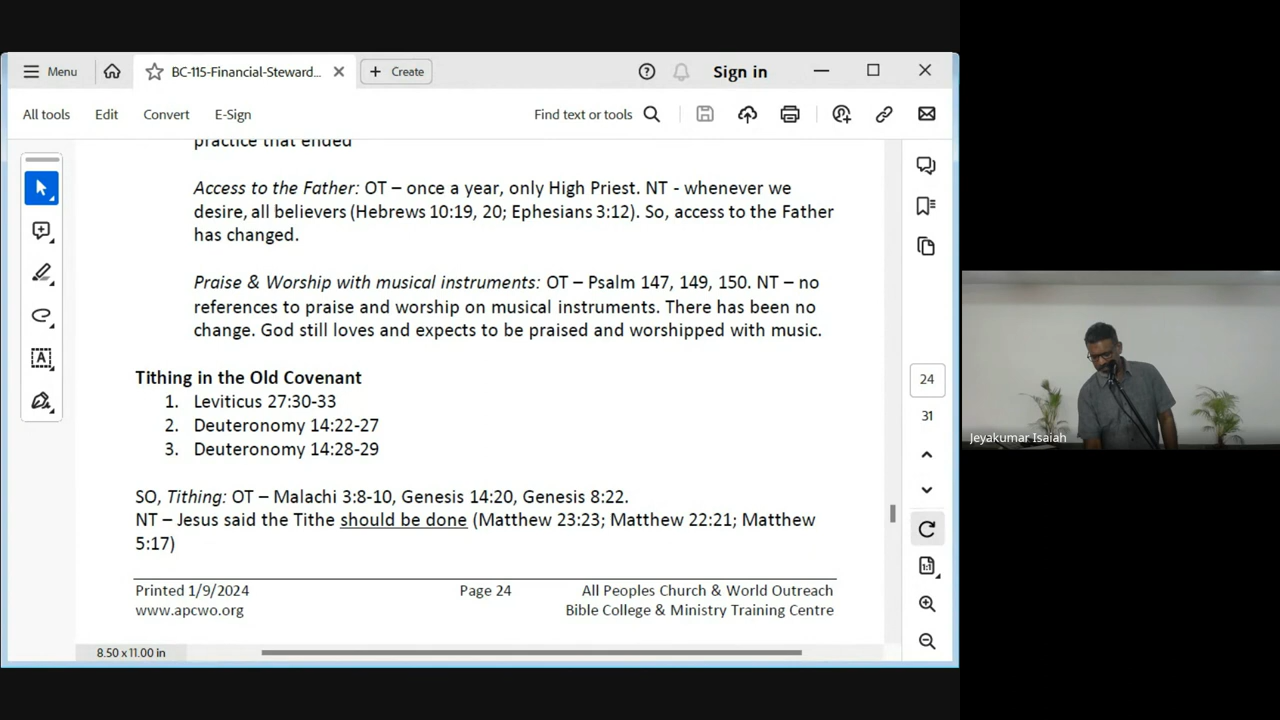 Menu
BC-115-Financial-Steward...
Create
Sign in
All tools
Edit
Convert
E-Sign
Find text or tools
practice that ended
Access to the Father: OT – once a year, only High Priest. NT - whenever we
desire, all believers (Hebrews 10:19, 20; Ephesians 3:12). So, access to the Father
has changed.
Praise & Worship with musical instruments: OT – Psalm 147, 149, 150. NT – no
references to praise and worship on musical instruments. There has been no
change. God still loves and expects to be praised and worshipped with music.
Tithing in the Old Covenant
1. Leviticus 27:30-33
2. Deuteronomy 14:22-27
3. Deuteronomy 14:28-29
SO, Tithing: OT – Malachi 3:8-10, Genesis 14:20, Genesis 8:22.
NT – Jesus said the Tithe should be done (Matthew 23:23; Matthew 22:21; Matthew
5:17)
Printed 1/9/2024 Page 24 All Peoples Church & World Outreach
www.apcwo.org Bible College & Ministry Training Centre
8.50 x 11.00 in
24
31
1:1
Jeyakumar Isaiah